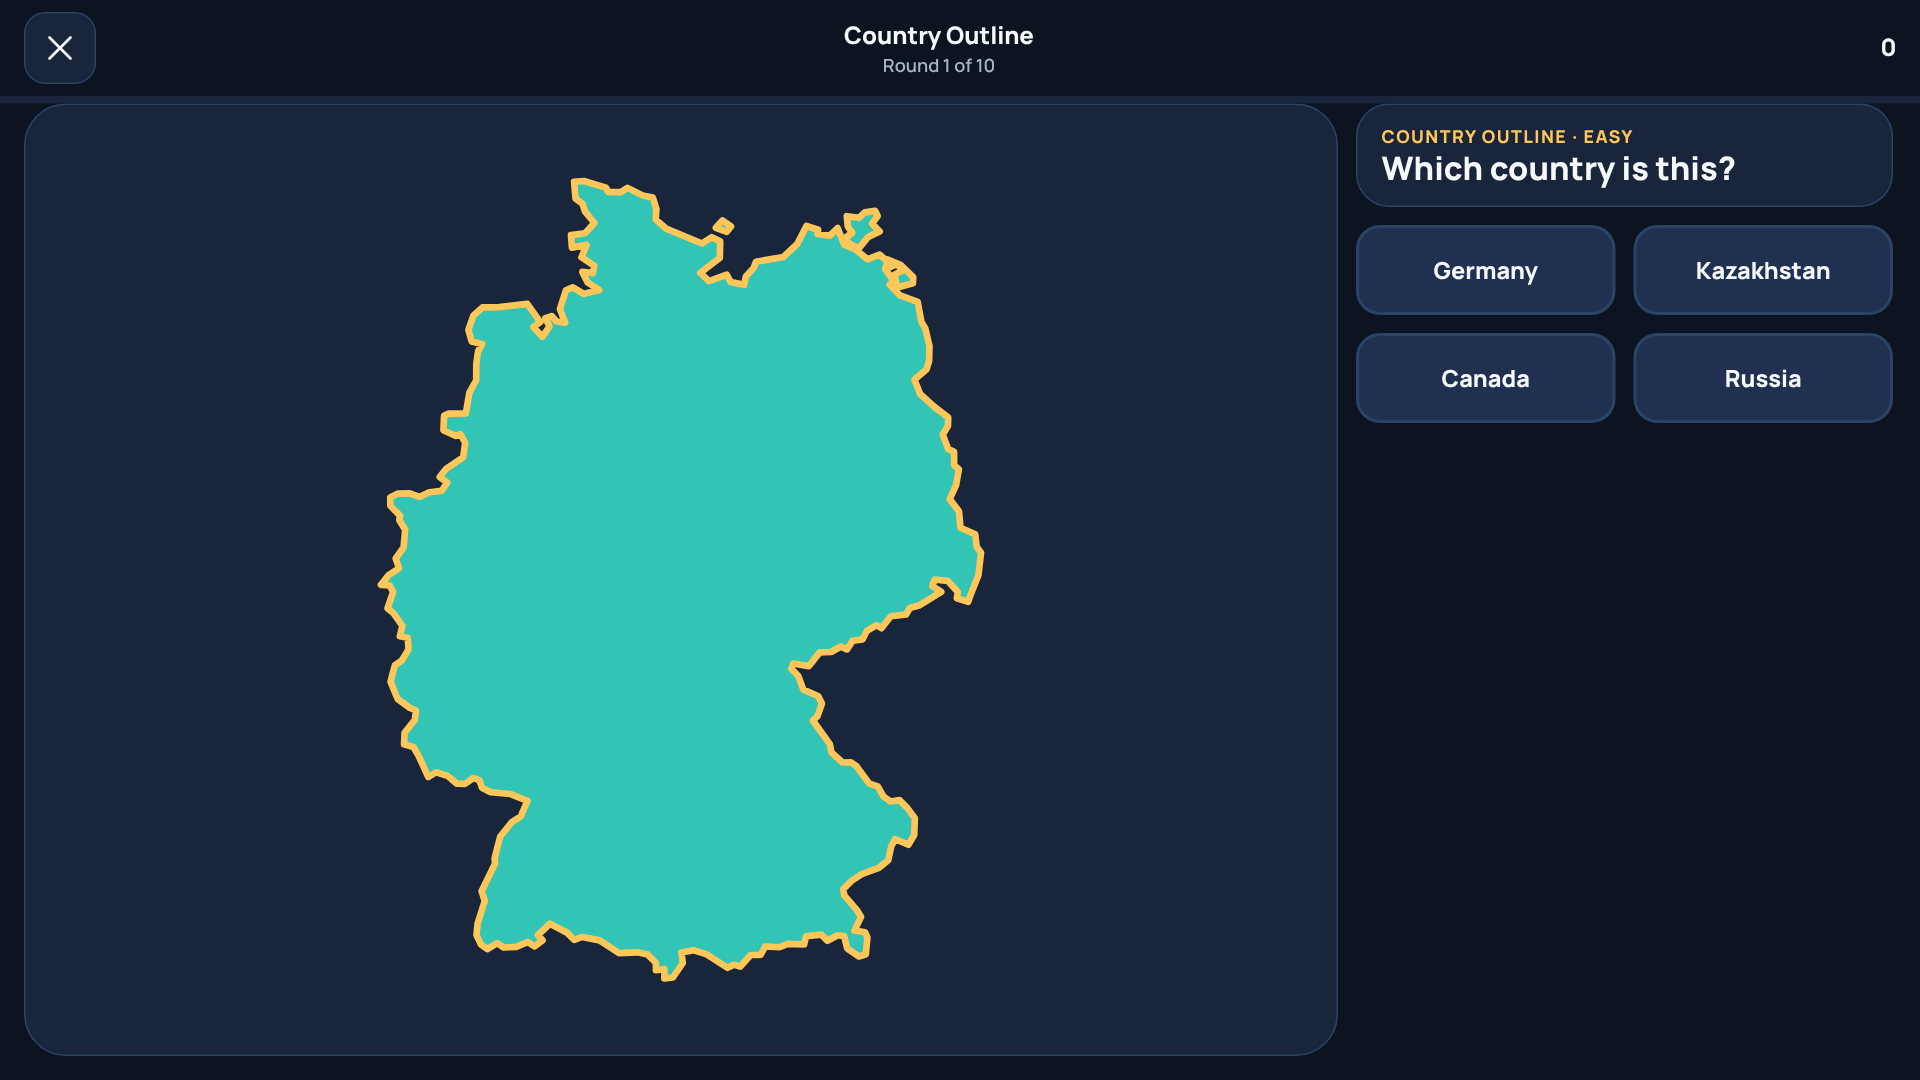 Country Outline
Round 1 of 10
0
COUNTRY OUTLINE · EASY
Which country is this?
Germany
Kazakhstan
Canada
Russia